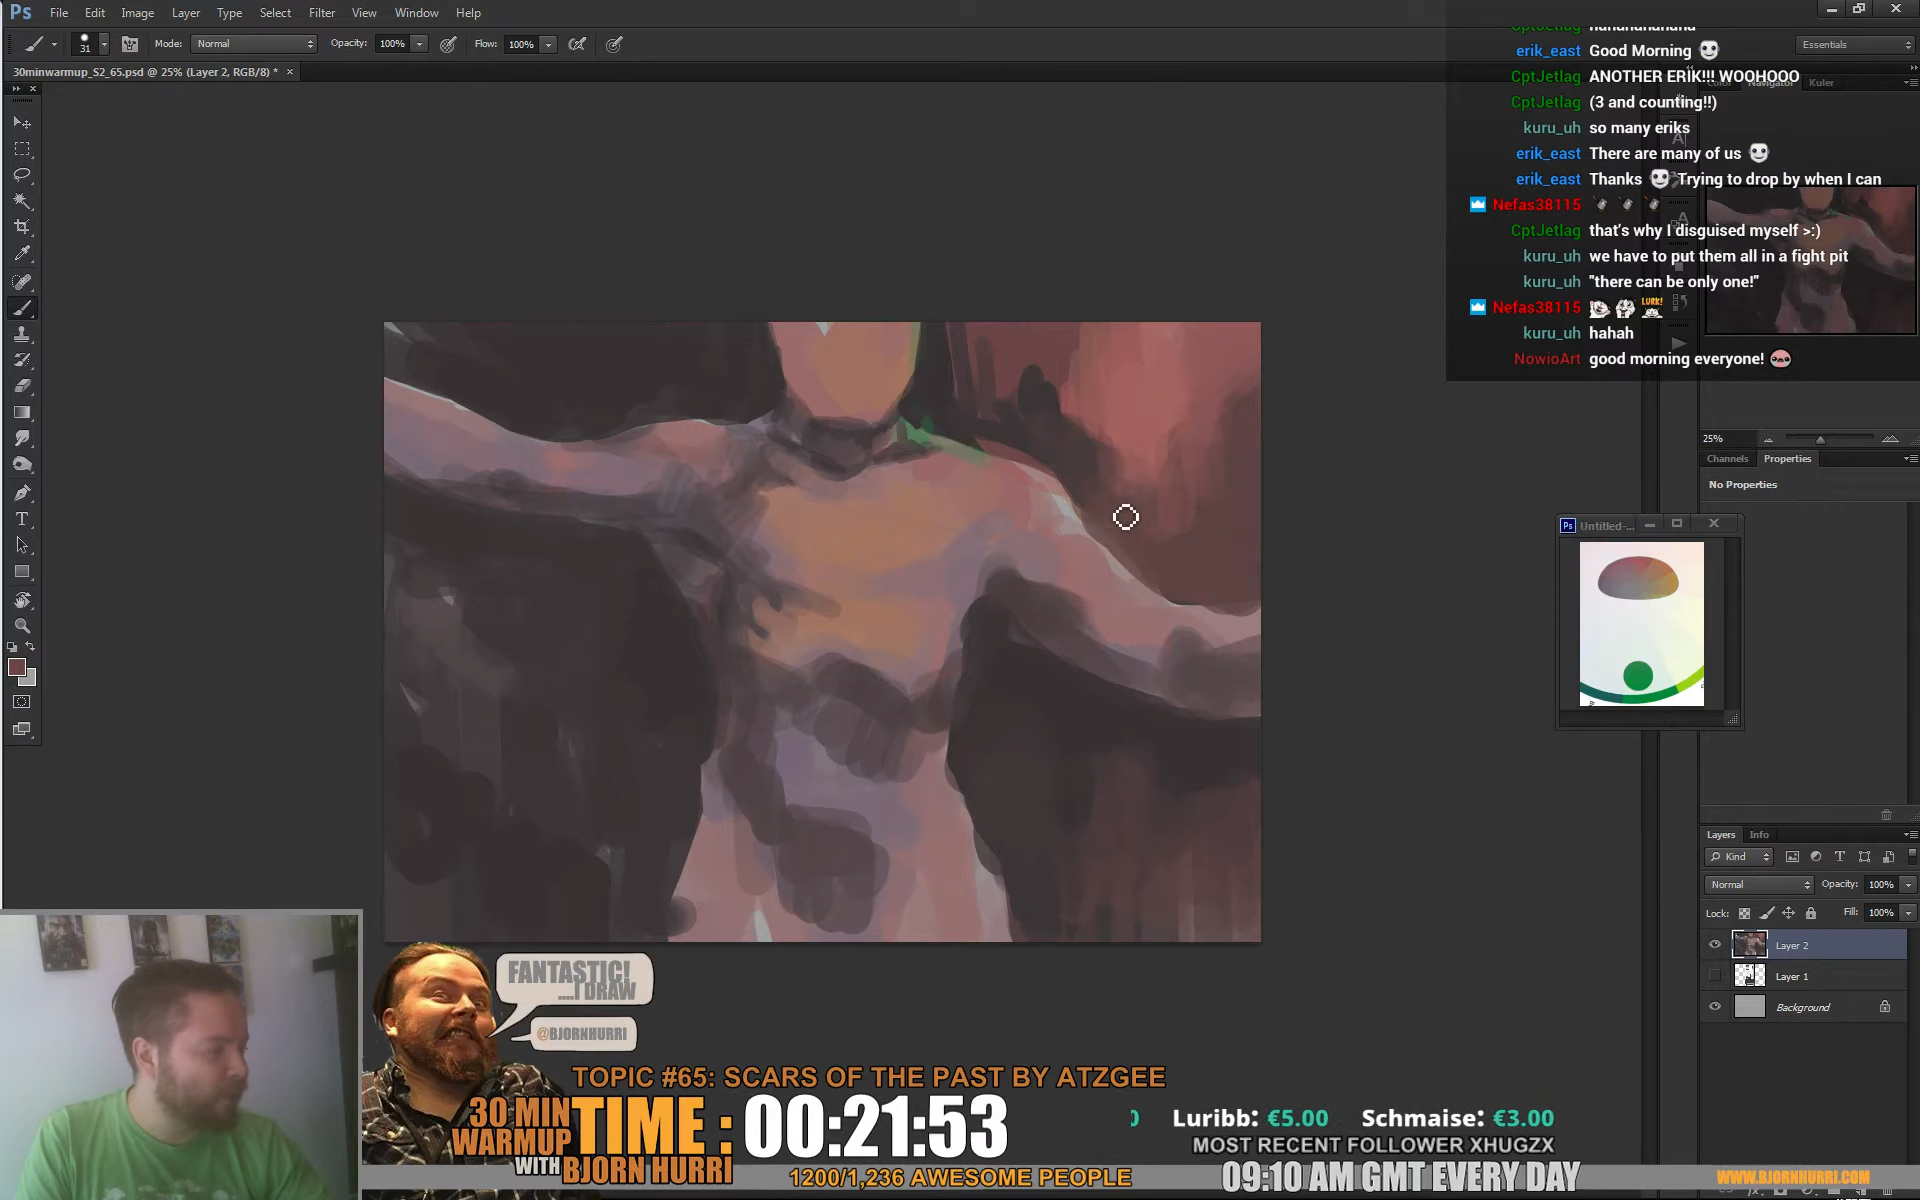 Ps File Edit Image Layer Type Select Filter View Window Help
31 Mode: Normal Opacity: 100% Flow: 100% Essentials
30minwarmup_S2_65.psd @ 25% (Layer 2, RGB/8) *
erik_east Good Morning
CptJetlag ANOTHER ERIK!!! WOOHOOO
CptJetlag (3 and counting!!)
kuru_uh so many eriks
erik_east There are many of us
erik_east Thanks Trying to drop by when I can
Nefas38115
CptJetlag that's why I disguised myself >:)
kuru_uh we have to put them all in a fight pit
kuru_uh "there can be only one!"
Nefas38115 LURK!
kuru_uh hahah
NowioArt good morning everyone!
Color Navigator Kuler
25%
Channels Properties
No Properties
Ps Untitled-...
Layers Info
Kind
Normal Opacity: 100%
Lock: Fill: 100%
Layer 2
Layer 1
Background
FANTASTIC!
....I DRAW
@BJORNHURRI
TOPIC #65: SCARS OF THE PAST BY ATZGEE
30 MIN
WARMUP
WITH BJORN HURRI
TIME : 00:21:53
1200/1,236 AWESOME PEOPLE
Luribb: €5.00 Schmaise: €3.00
MOST RECENT FOLLOWER XHUGZX
09:10 AM GMT EVERY DAY
WWW.BJORNHURRI.COM